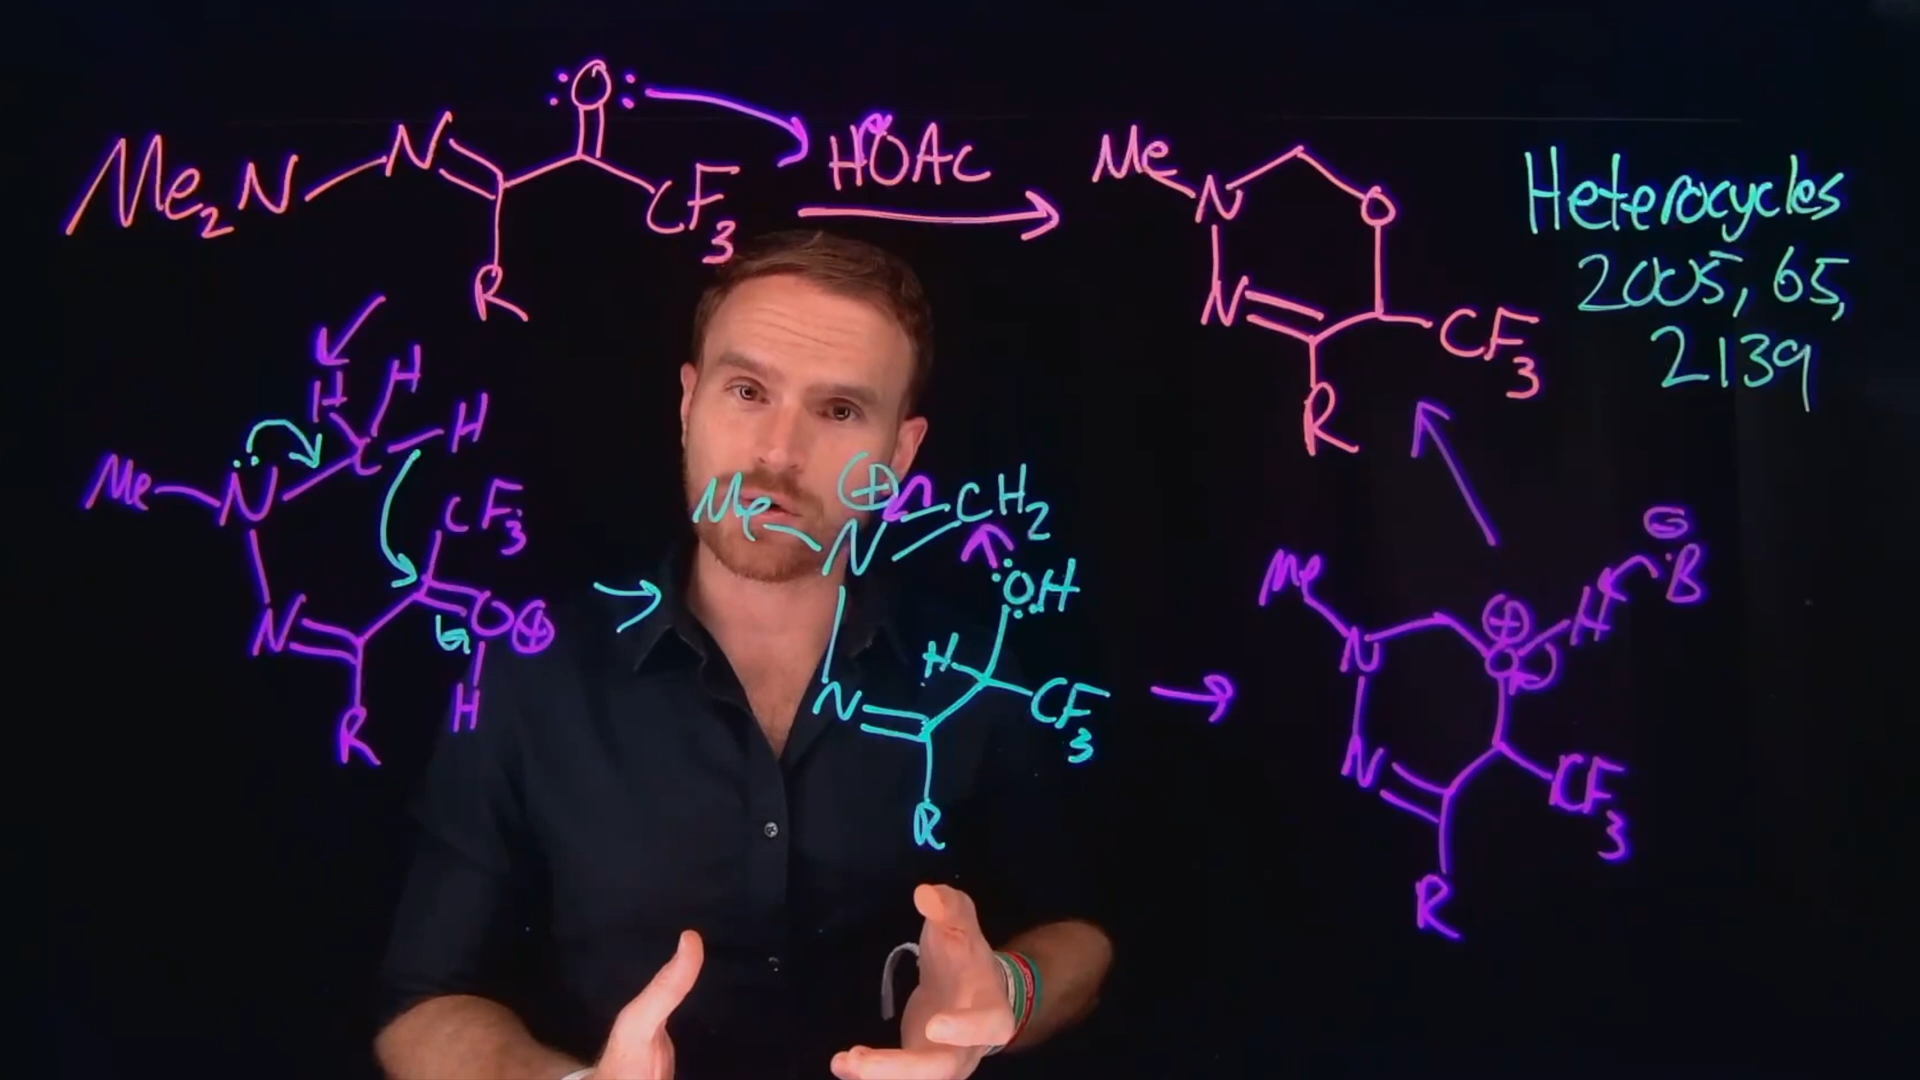 Me₂N N O CF₃ R
HOAc
Me N O N CF₃ R
Heterocycles
2005, 65,
2139
H H H C Me N CF₃ N O ⊕ H R
Me N ⊕ CH₂ OH H N CF₃ R
Me N ⊕ O H ⊖ B N CF₃ R